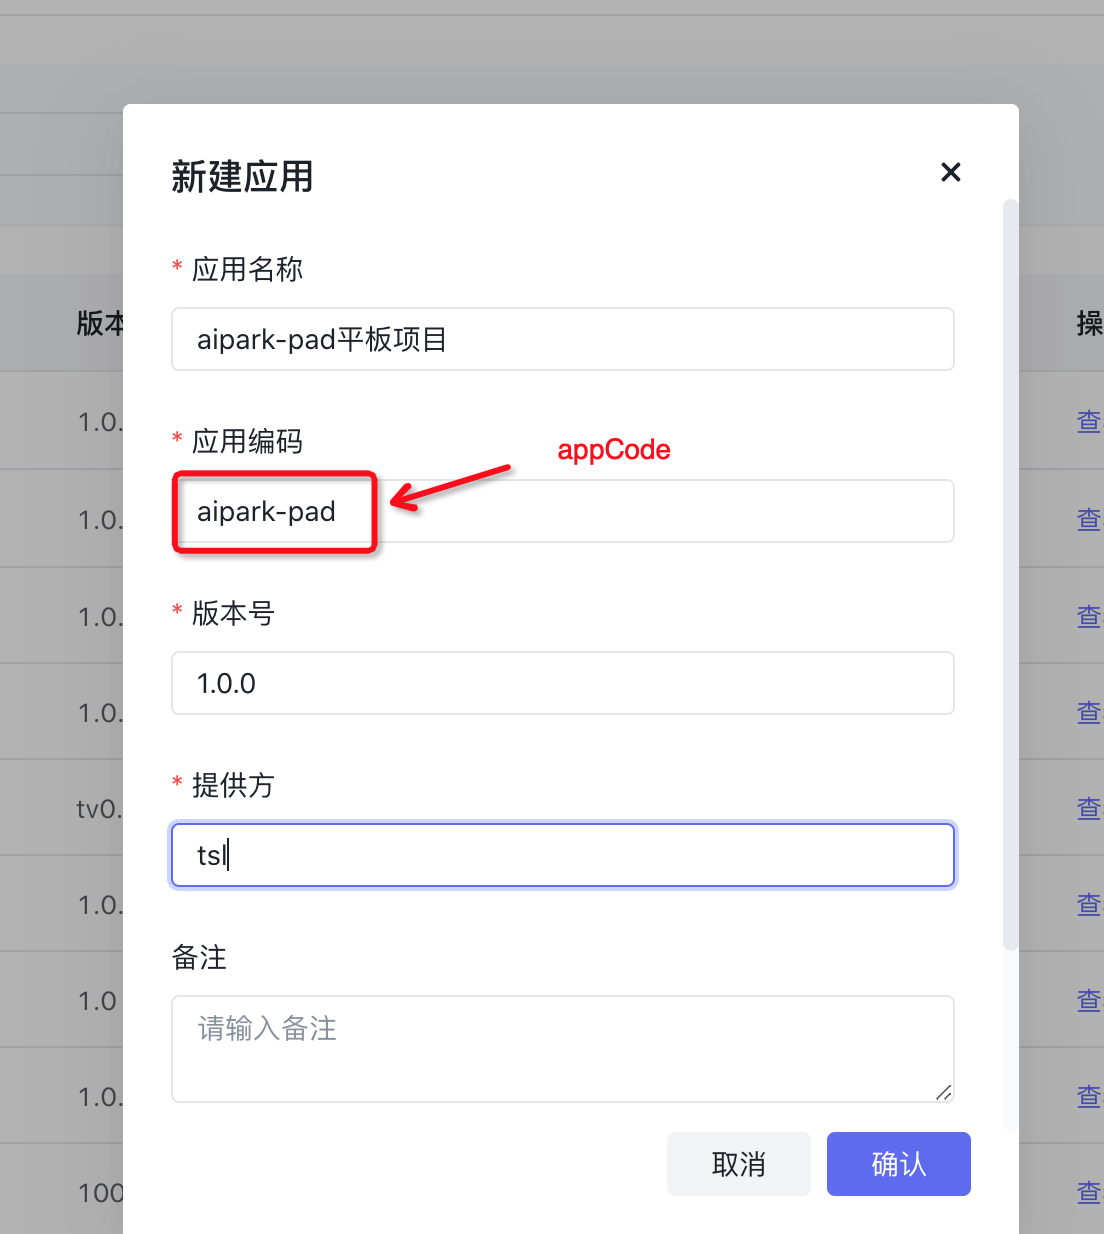 新建应用
* 应用名称
aipark-pad平板项目
版本
操
* 应用编码
appCode
1.0.
查
aipark-pad
1.0.
查
* 版本号
1.0.
查
1.0.0
1.0.
查
* 提供方
tv0.
查
tsl
1.0.
查
备注
1.0
查
请输入备注
1.0.
查
取消
确认
100
查